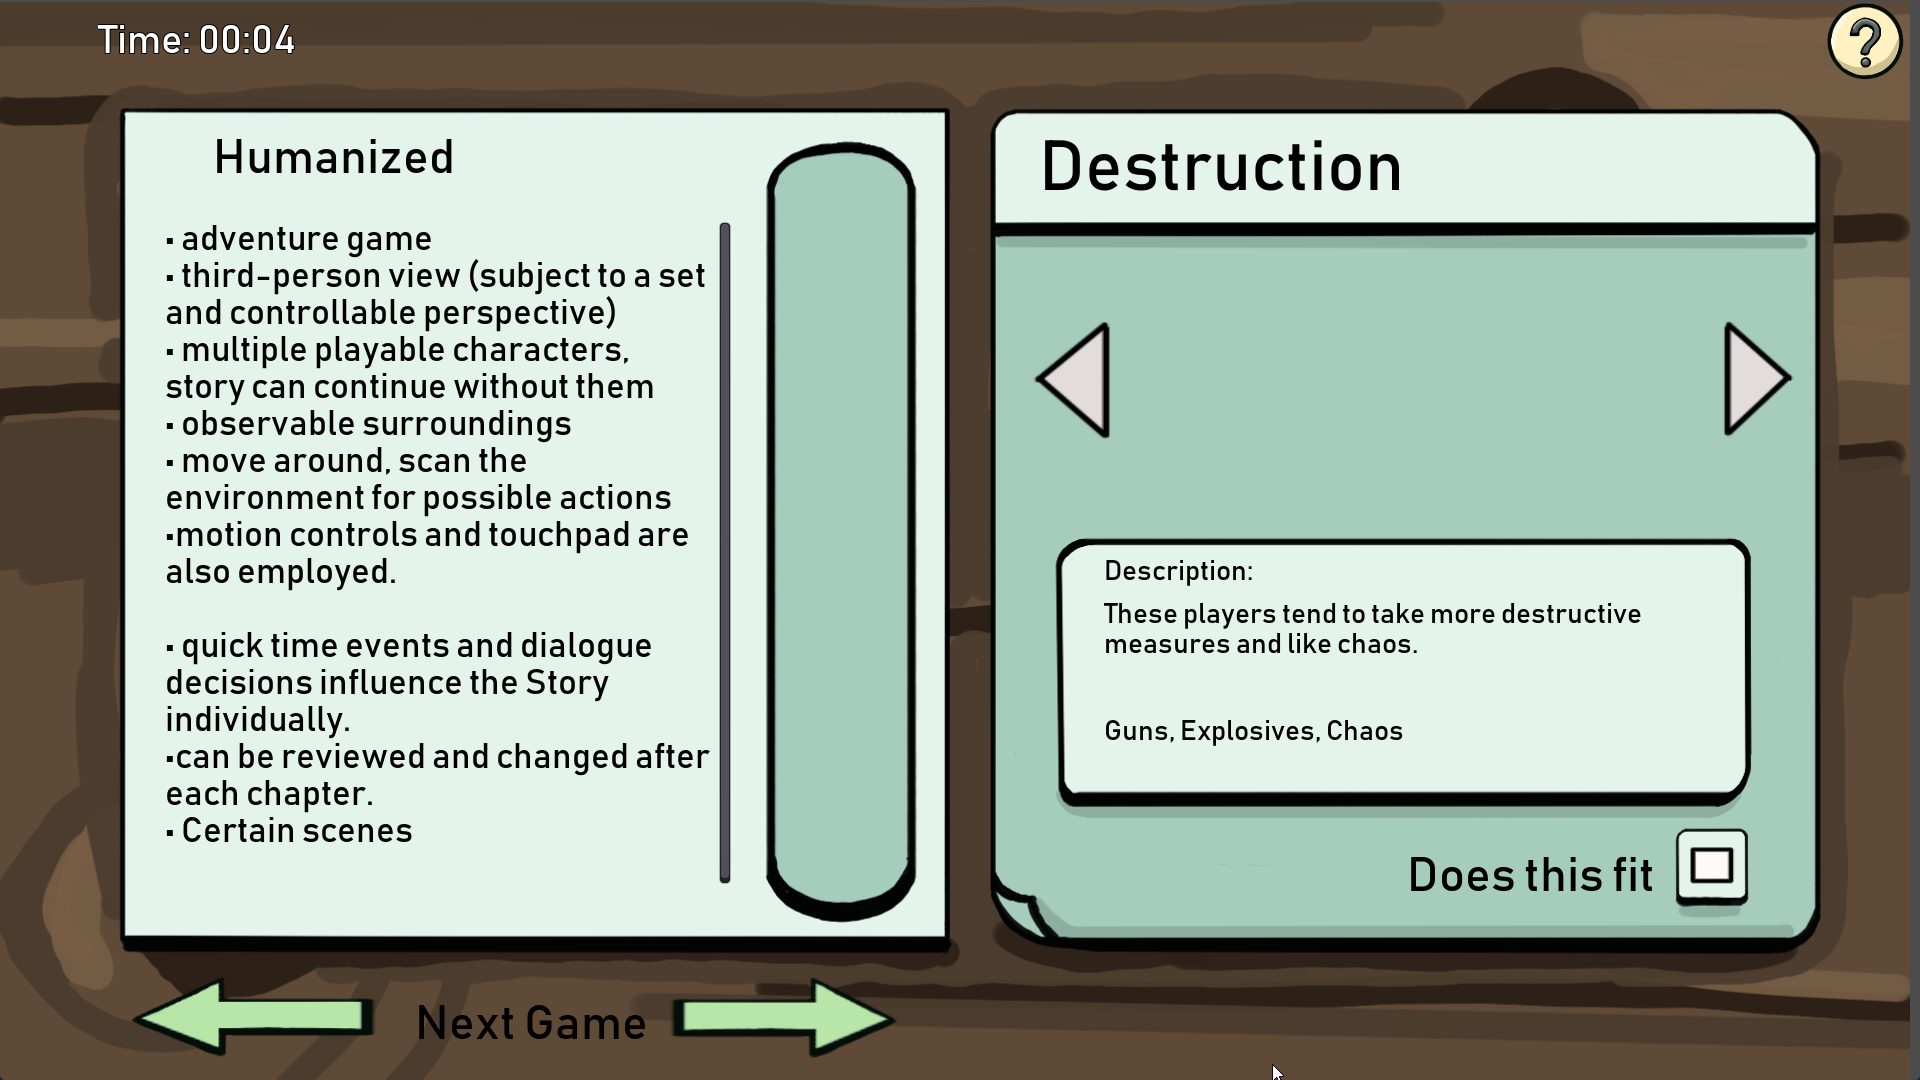 Time: 00:04
?
Humanized
▪ adventure game
▪ third-person view (subject to a set
and controllable perspective)
▪ multiple playable characters,
story can continue without them
▪ observable surroundings
▪ move around, scan the
environment for possible actions
▪motion controls and touchpad are
also employed.
▪ quick time events and dialogue
decisions influence the Story
individually.
▪can be reviewed and changed after
each chapter.
▪ Certain scenes
Next Game
Destruction
Description:
These players tend to take more destructive
measures and like chaos.
Guns, Explosives, Chaos
Does this fit